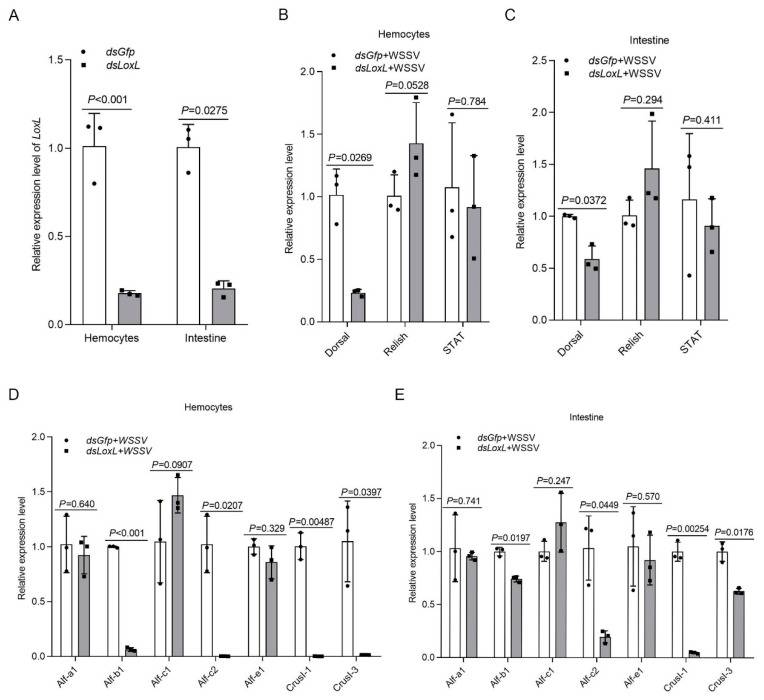 A
dsGfp
dsLoxL
Relative expression level of LoxL
1.5
1.0
0.5
0.0
P<0.001
P=0.0275
Hemocytes
Intestine
B
Hemocytes
dsGfp+WSSV
dsLoxL+WSSV
Relative expression level
2.0
1.5
1.0
0.5
0.0
P=0.0269
P=0.0528
P=0.784
Dorsal
Relish
STAT
C
Intestine
dsGfp+WSSV
dsLoxL+WSSV
Relative expression level
2.5
2.0
1.5
1.0
0.5
0.0
P=0.0372
P=0.294
P=0.411
Dorsal
Relish
STAT
D
Hemocytes
dsGfp+WSSV
dsLoxL+WSSV
Relative expression level
2.0
1.5
1.0
0.5
0.0
P=0.640
P<0.001
P=0.0907
P=0.0207
P=0.329
P=0.00487
P=0.0397
Alf-a1
Alf-b1
Alf-c1
Alf-c2
Alf-e1
Crusl-1
Crusl-3
E
Intestine
dsGfp+WSSV
dsLoxL+WSSV
Relative expression level
2.0
1.5
1.0
0.5
0.0
P=0.741
P=0.0197
P=0.247
P=0.0449
P=0.570
P=0.00254
P=0.0176
Alf-a1
Alf-b1
Alf-c1
Alf-c2
Alf-e1
Crusl-1
Crusl-3